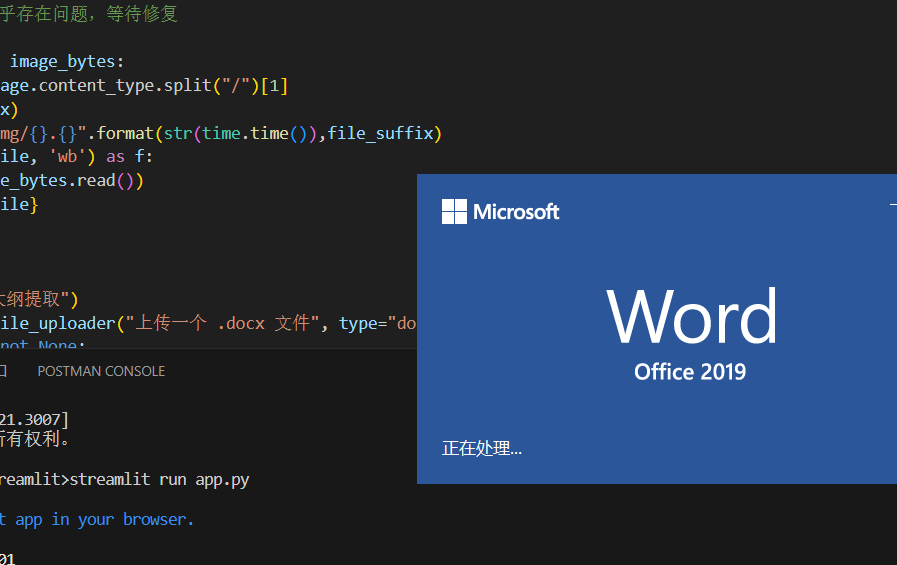 乎存在问题，等待修复
image_bytes:
age.content_type.split("/")[1]
x)
mg/{}.{}".format(str(time.time()),file_suffix)
ile, 'wb') as f:
e_bytes.read())
ile}
大纲提取")
ile_uploader("上传一个 .docx 文件", type="do
not None:
口 POSTMAN CONSOLE
21.3007]
所有权利。
reamlit>streamlit run app.py
t app in your browser.
01
Microsoft
Word
Office 2019
正在处理...